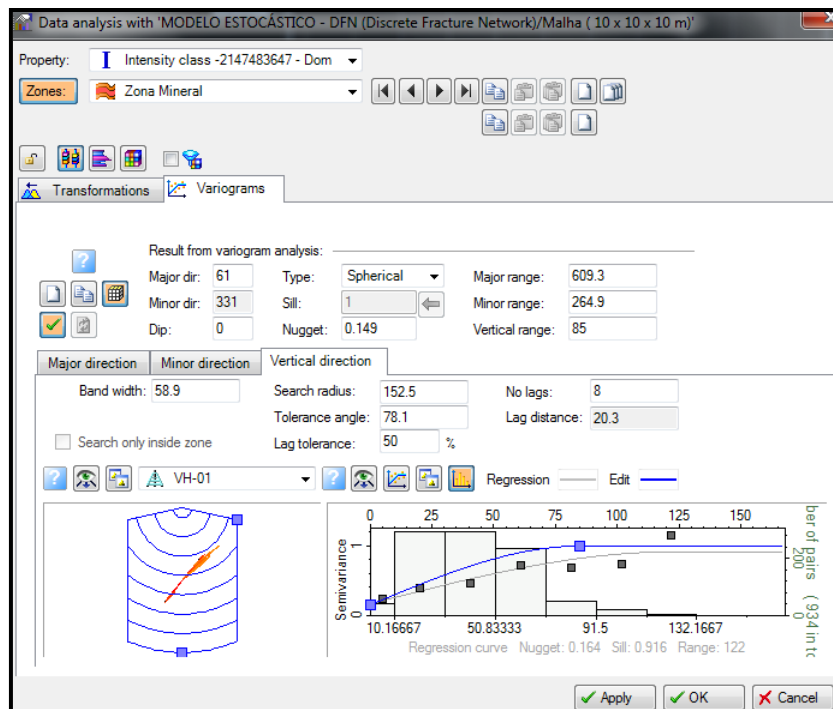 Data analysis with 'MODELO ESTOCÁSTICO - DFN (Discrete Fracture Network)/Malha ( 10 x 10 x 10 m)'
Property: Intensity class -2147483647 - Dom
Zones: Zona Mineral
Transformations Variograms
Result from variogram analysis:
Major dir: 61 Type: Spherical Major range: 609.3
Minor dir: 331 Sill: 1 Minor range: 264.9
Dip: 0 Nugget: 0.149 Vertical range: 85
Major direction Minor direction Vertical direction
Band width: 58.9 Search radius: 152.5 No lags: 8
Tolerance angle: 78.1 Lag distance: 20.3
Search only inside zone Lag tolerance: 50 %
VH-01 Regression Edit
0 25 50 75 100 125 150
Semivariance
1
0
200
0
ber of pairs (934 in to
10.16667 50.83333 91.5 132.1667
Regression curve Nugget: 0.164 Sill: 0.916 Range: 122
Apply OK Cancel